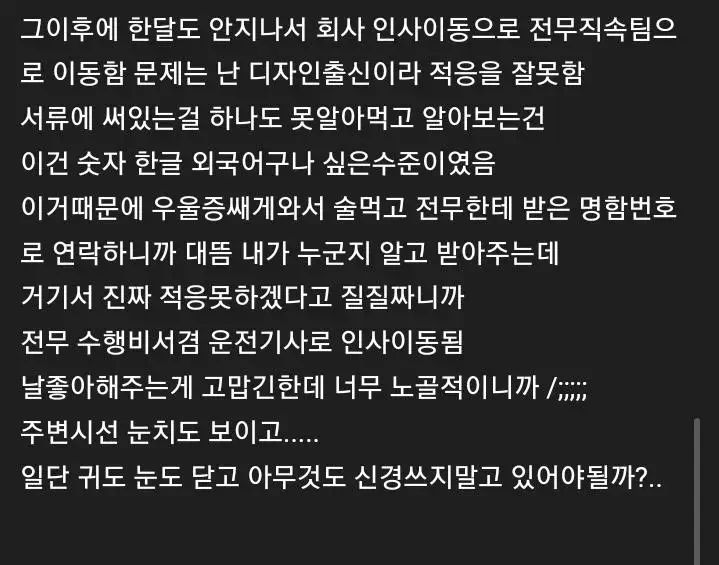 그이후에 한달도 안지나서 회사 인사이동으로 전무직속팀으
로 이동함 문제는 난 디자인출신이라 적응을 잘못함
서류에 써있는걸 하나도 못알아먹고 알아보는건
이건 숫자 한글 외국어구나 싶은수준이였음
이거때문에 우울증쌔게와서 술먹고 전무한테 받은 명함번호
로 연락하니까 대뜸 내가 누군지 알고 받아주는데
거기서 진짜 적응못하겠다고 질질짜니까
전무 수행비서겸 운전기사로 인사이동됨
날좋아해주는게 고맙긴한데 너무 노골적이니까 /;;;;;
주변시선 눈치도 보이고.....
일단 귀도 눈도 닫고 아무것도 신경쓰지말고 있어야될까?..